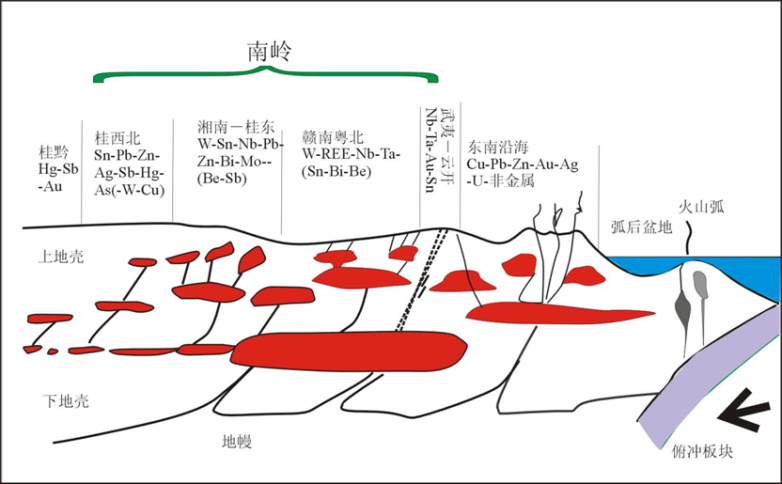 南岭
桂黔
Hg-Sb
-Au
桂西北
Sn-Pb-Zn-
Ag-Sb-Hg-
As(-W-Cu)
湘南－桂东
W-Sn-Nb-Pb-
Zn-Bi-Mo--
(Be-Sb)
赣南粤北
W-REE-Nb-Ta-
(Sn-Bi-Be)
武夷－云开
Nb-Ta-Au-Sn
东南沿海
Cu-Pb-Zn-Au-Ag
-U-非金属
弧后盆地
火山弧
上地壳
下地壳
地幔
俯冲板块